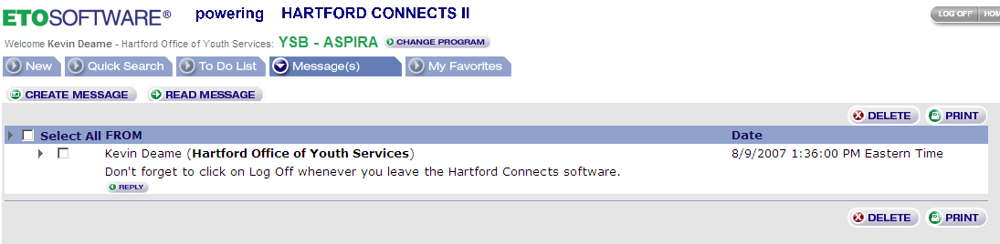 ETOSOFTWARE® powering HARTFORD CONNECTS II
LOG OFF
Welcome Kevin Deame - Hartford Office of Youth Services: YSB - ASPIRA CHANGE PROGRAM
New Quick Search To Do List Message(s) My Favorites
CREATE MESSAGE READ MESSAGE
DELETE PRINT
Select All FROM Date
Kevin Deame (Hartford Office of Youth Services) 8/9/2007 1:36:00 PM Eastern Time
Don't forget to click on Log Off whenever you leave the Hartford Connects software.
REPLY
DELETE PRINT